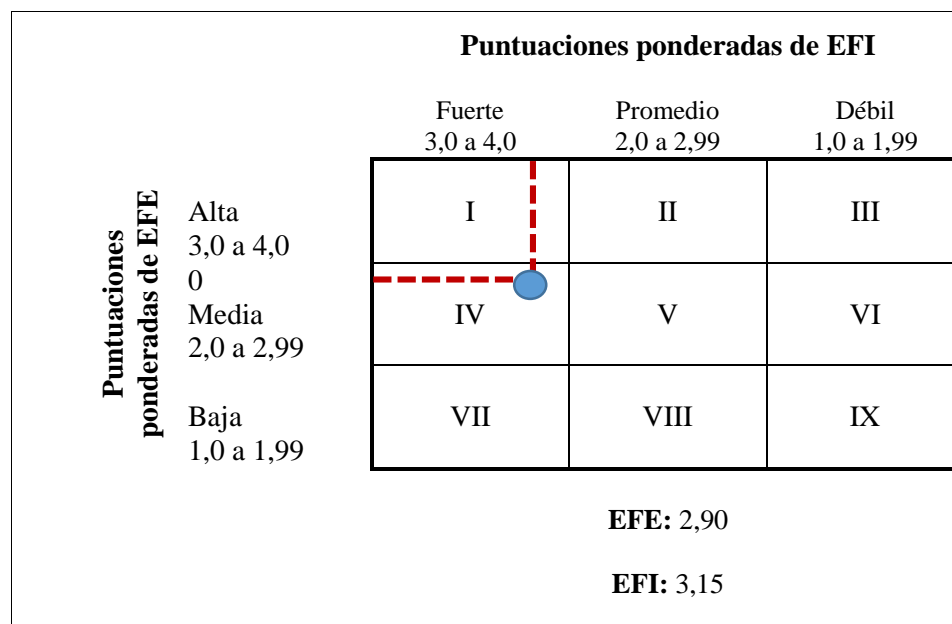 Puntuaciones ponderadas de EFI
Fuerte
3,0 a 4,0
Promedio
2,0 a 2,99
Débil
1,0 a 1,99
Puntuaciones
ponderadas de EFE
Alta
3,0 a 4,0
0
Media
2,0 a 2,99
Baja
1,0 a 1,99
I
II
III
IV
V
VI
VII
VIII
IX
EFE: 2,90
EFI: 3,15